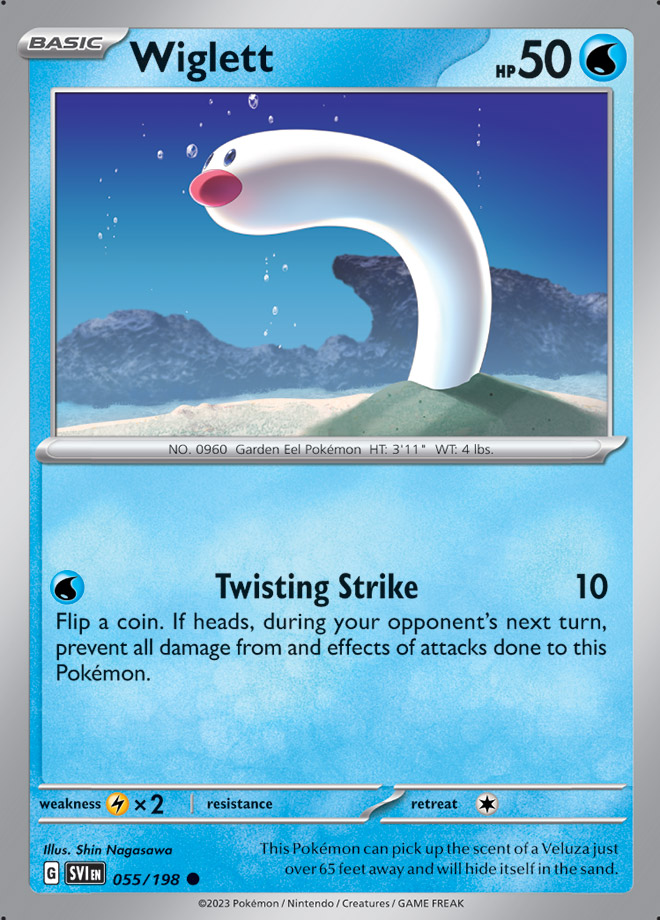 BASIC Wiglett HP 50
NO. 0960 Garden Eel Pokémon HT: 3'11" WT: 4 lbs.
Twisting Strike 10
Flip a coin. If heads, during your opponent's next turn,
prevent all damage from and effects of attacks done to this
Pokémon.
weakness ×2 resistance retreat
Illus. Shin Nagasawa
This Pokémon can pick up the scent of a Veluza just
over 65 feet away and will hide itself in the sand.
G SVI EN 055/198
©2023 Pokémon / Nintendo / Creatures / GAME FREAK